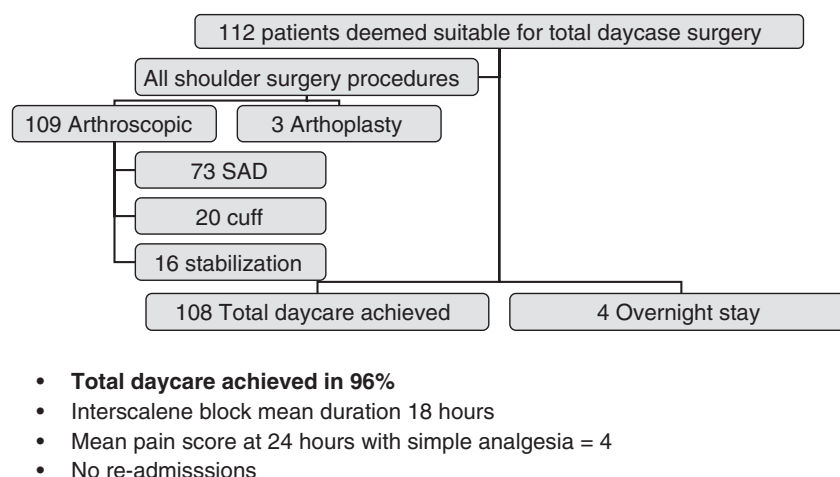 112 patients deemed suitable for total daycase surgery
All shoulder surgery procedures
109 Arthroscopic
3 Arthoplasty
73 SAD
20 cuff
16 stabilization
108 Total daycare achieved
4 Overnight stay
• Total daycare achieved in 96%
• Interscalene block mean duration 18 hours
• Mean pain score at 24 hours with simple analgesia = 4
• No re-admisssions